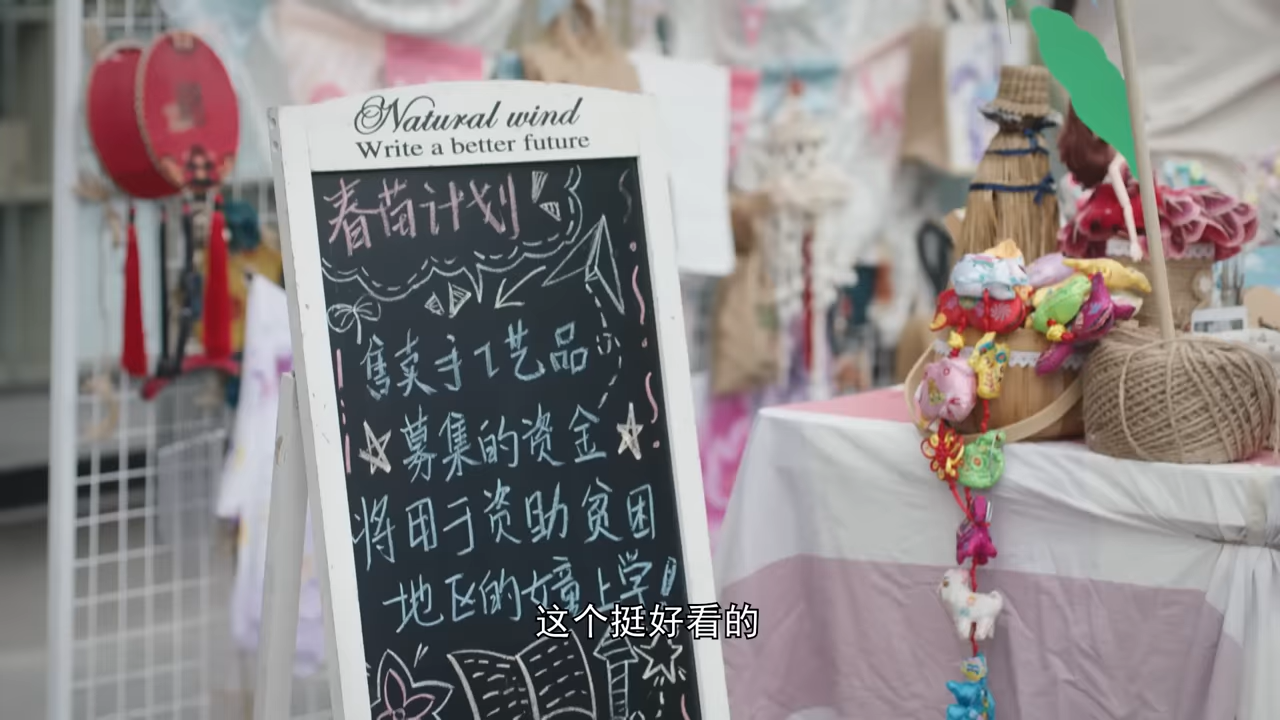 Natural wind
Write a better future
春苗计划
售卖手工艺品
募集的资金
将用于资助贫困
地区的女童上学!
这个挺好看的